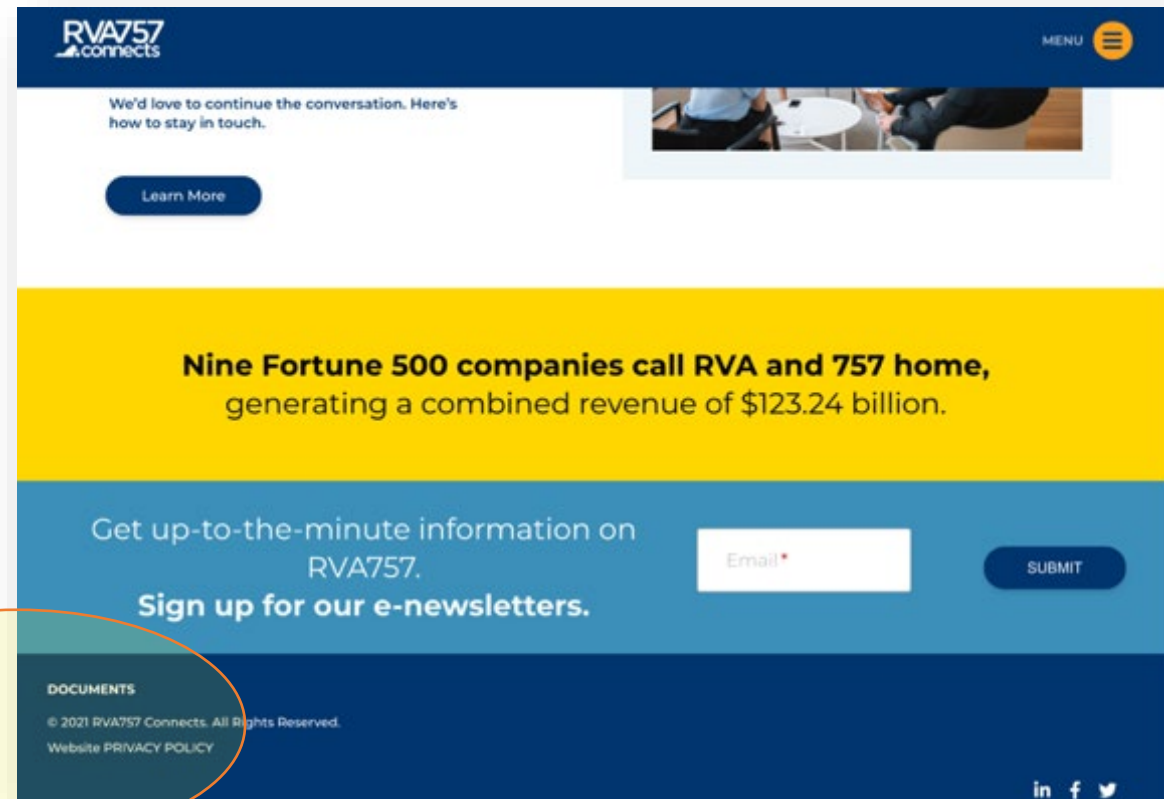 RVA757
connects
MENU
We'd love to continue the conversation. Here's
how to stay in touch.
Learn More
Nine Fortune 500 companies call RVA and 757 home,
generating a combined revenue of $123.24 billion.
Get up-to-the-minute information on
RVA757.
Sign up for our e-newsletters.
Email*
SUBMIT
DOCUMENTS
© 2021 RVA757 Connects. All Rights Reserved.
Website PRIVACY POLICY
in f